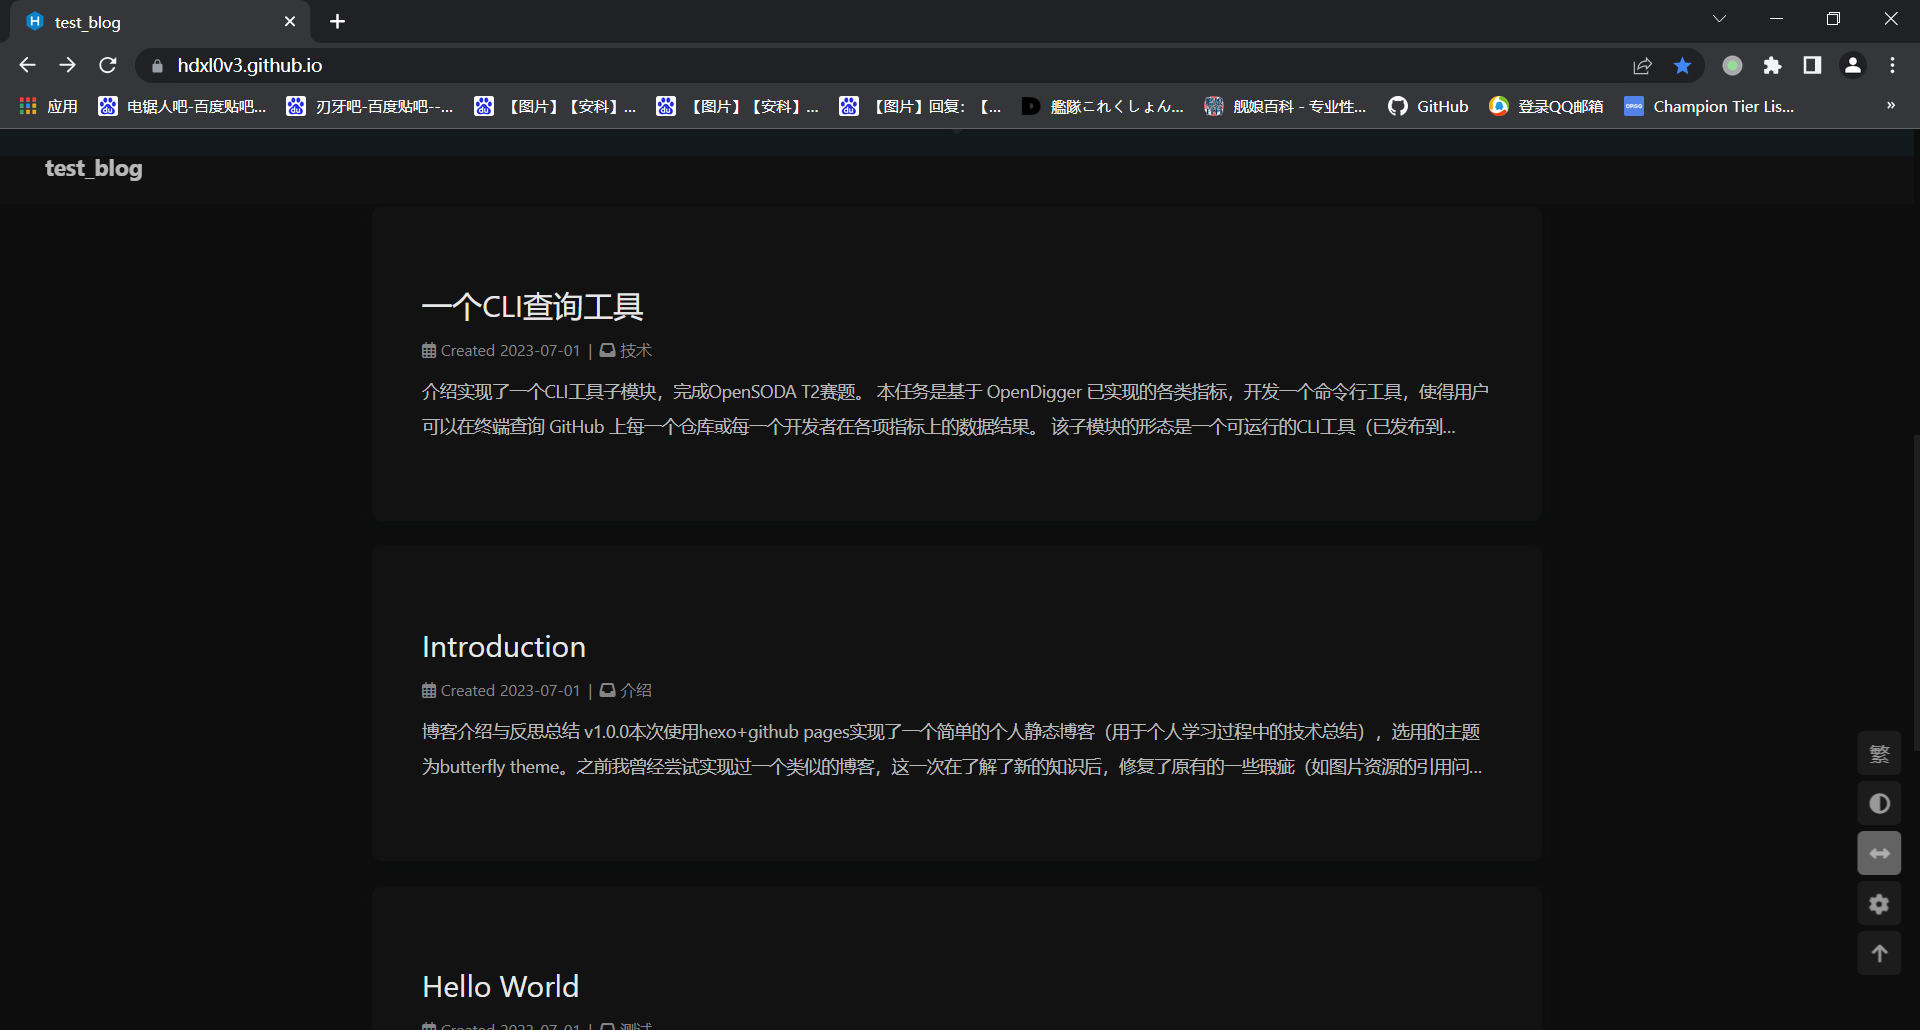 test_blog
hdxl0v3.github.io
应用
电锯人吧-百度贴吧...
刃牙吧-百度贴吧--...
【图片】【安科】...
【图片】【安科】...
【图片】回复：【...
艦隊これくしょん...
舰娘百科 - 专业性...
GitHub
登录QQ邮箱
OP.GG
Champion Tier Lis...
»
test_blog
一个CLI查询工具
Created 2023-07-01 | 技术
介绍实现了一个CLI工具子模块，完成OpenSODA T2赛题。 本任务是基于 OpenDigger 已实现的各类指标，开发一个命令行工具，使得用户
可以在终端查询 GitHub 上每一个仓库或每一个开发者在各项指标上的数据结果。 该子模块的形态是一个可运行的CLI工具（已发布到...
Introduction
Created 2023-07-01 | 介绍
博客介绍与反思总结 v1.0.0本次使用hexo+github pages实现了一个简单的个人静态博客（用于个人学习过程中的技术总结），选用的主题
为butterfly theme。之前我曾经尝试实现过一个类似的博客，这一次在了解了新的知识后，修复了原有的一些瑕疵（如图片资源的引用问...
繁
Hello World
Created 2023-07-01 | 测试